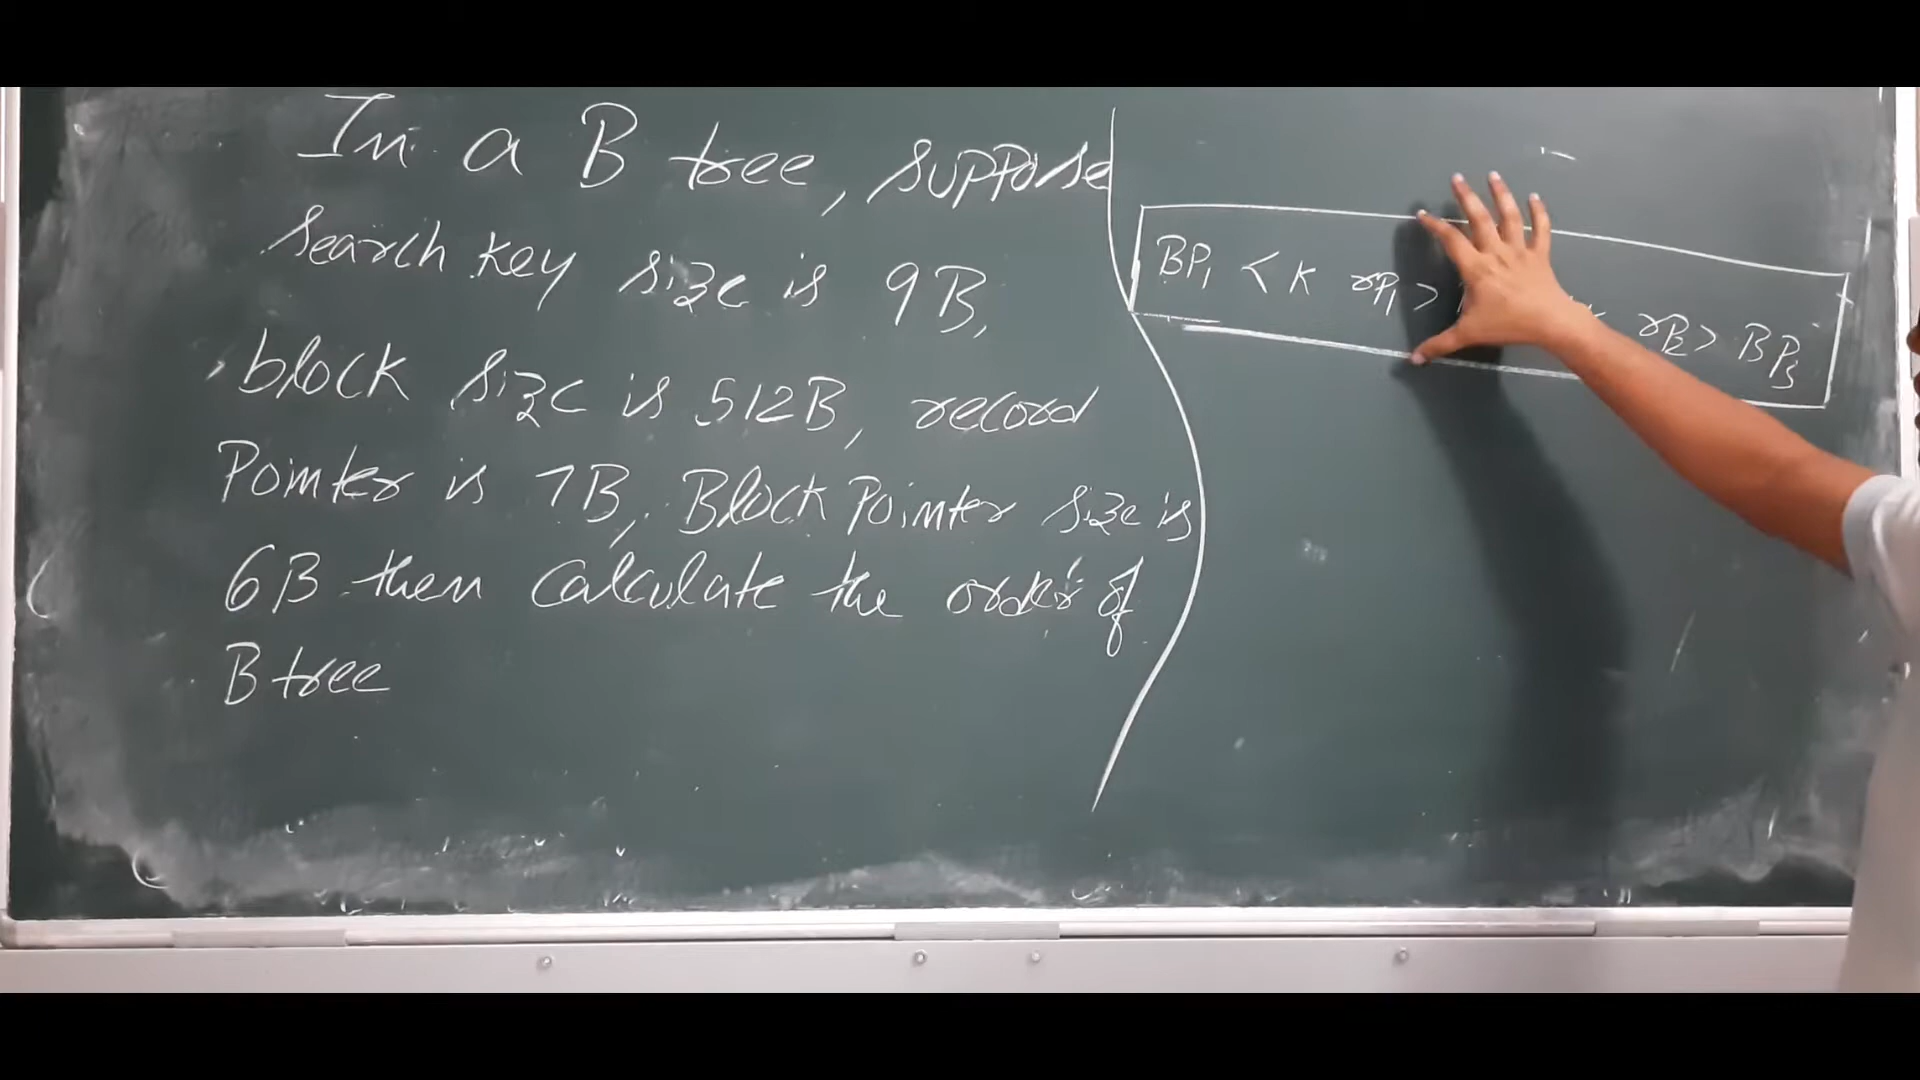 In a B tree, suppose
search key size is 9B,
block size is 512B, record
Pointer is 7B, Block Pointer size is
6B then calculate the order of
B tree
BP1 < K rP1 > rP2 > BP3